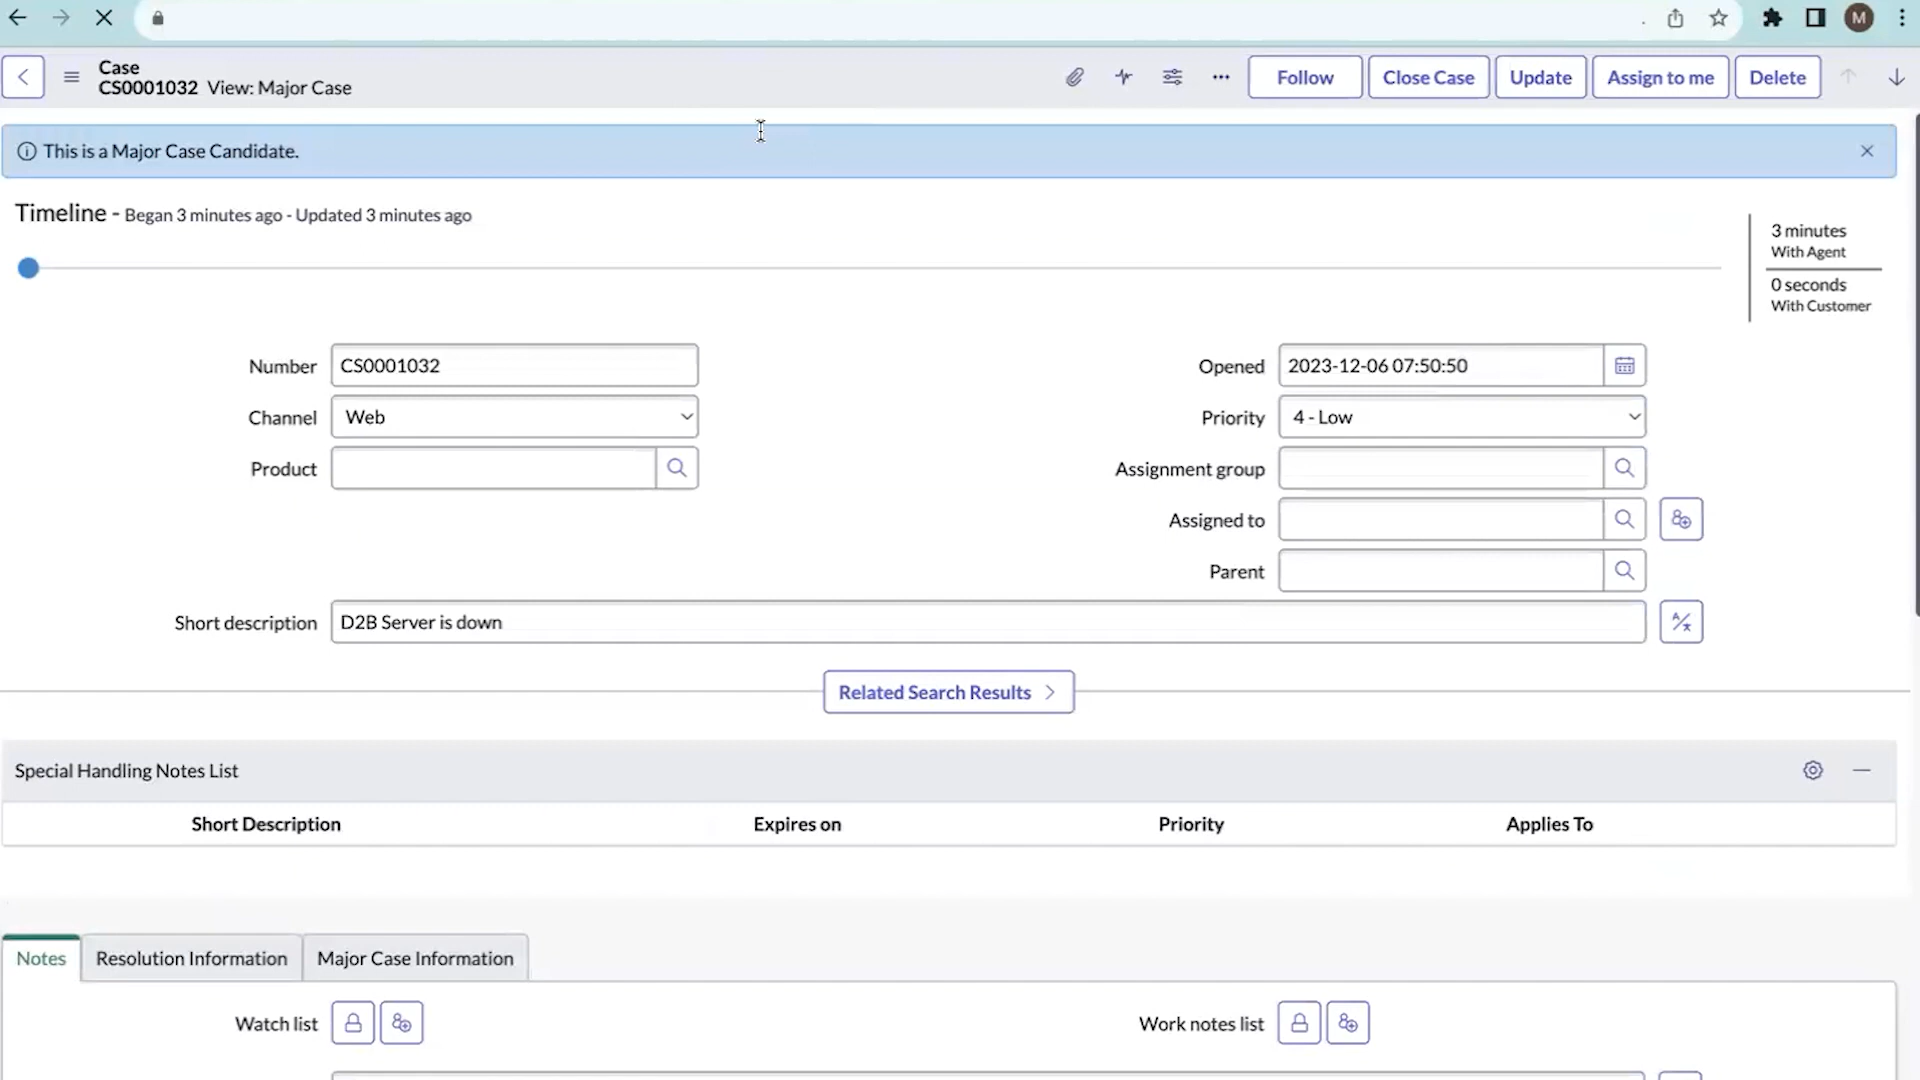 M
Case
CS0001032 View: Major Case
Follow
Close Case
Update
Assign to me
Delete
This is a Major Case Candidate.
Timeline - Began 3 minutes ago - Updated 3 minutes ago
3 minutes
With Agent
0 seconds
With Customer
Number CS0001032
Opened 2023-12-06 07:50:50
Channel Web
Priority 4 - Low
Product
Assignment group
Assigned to
Parent
Short description D2B Server is down
Related Search Results
Special Handling Notes List
Short Description Expires on Priority Applies To
Notes Resolution Information Major Case Information
Watch list
Work notes list